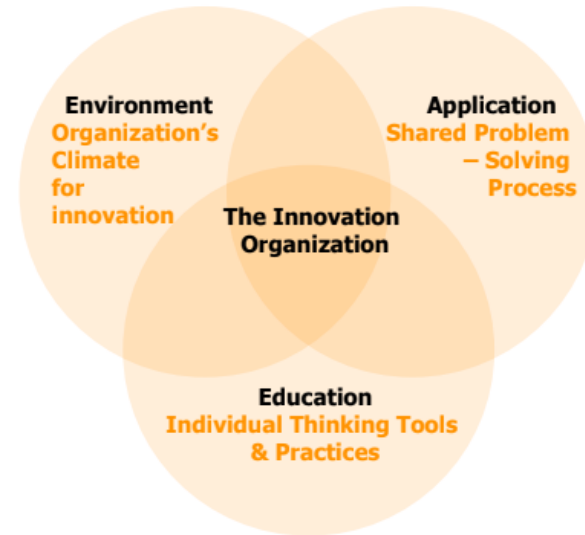 Environment
Organization's
Climate
for
innovation
Application
Shared Problem
– Solving
Process
The Innovation
Organization
Education
Individual Thinking Tools
& Practices